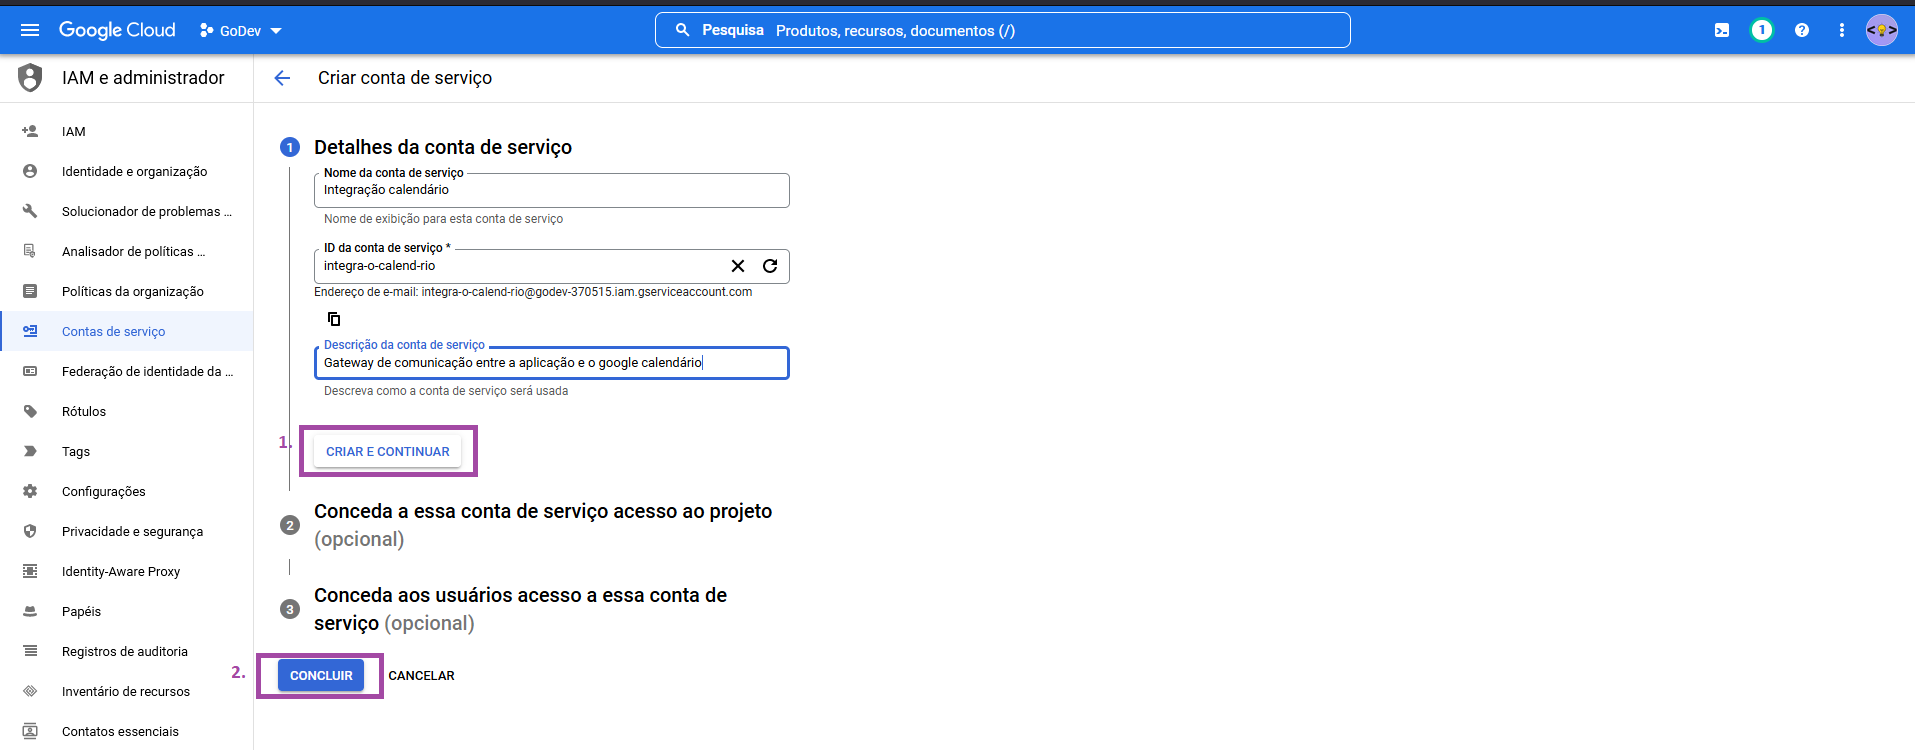 Google Cloud
GoDev
Pesquisa Produtos, recursos, documentos (/)
1
IAM e administrador
Criar conta de serviço
IAM
Identidade e organização
Solucionador de problemas ...
Analisador de políticas ...
Políticas da organização
Contas de serviço
Federação de identidade da ...
Rótulos
Tags
Configurações
Privacidade e segurança
Identity-Aware Proxy
Papéis
Registros de auditoria
Inventário de recursos
Contatos essenciais
1 Detalhes da conta de serviço
Nome da conta de serviço
Integração calendário
Nome de exibição para esta conta de serviço
ID da conta de serviço *
integra-o-calend-rio
Endereço de e-mail: integra-o-calend-rio@godev-370515.iam.gserviceaccount.com
Descrição da conta de serviço
Gateway de comunicação entre a aplicação e o google calendário
Descreva como a conta de serviço será usada
1.
CRIAR E CONTINUAR
2 Conceda a essa conta de serviço acesso ao projeto
(opcional)
3 Conceda aos usuários acesso a essa conta de
serviço (opcional)
2.
CONCLUIR CANCELAR